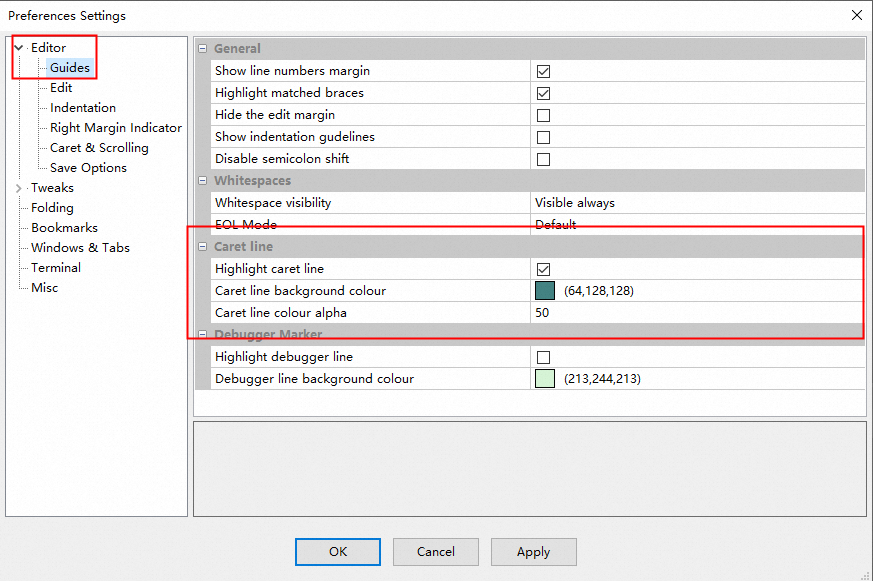 Preferences Settings
Editor
Guides
Edit
Indentation
Right Margin Indicator
Caret & Scrolling
Save Options
Tweaks
Folding
Bookmarks
Windows & Tabs
Terminal
Misc
General
Show line numbers margin
Highlight matched braces
Hide the edit margin
Show indentation gudelines
Disable semicolon shift
Whitespaces
Whitespace visibility Visible always
EOL Mode Default
Caret line
Highlight caret line
Caret line background colour (64,128,128)
Caret line colour alpha 50
Debugger Marker
Highlight debugger line
Debugger line background colour (213,244,213)
OK Cancel Apply